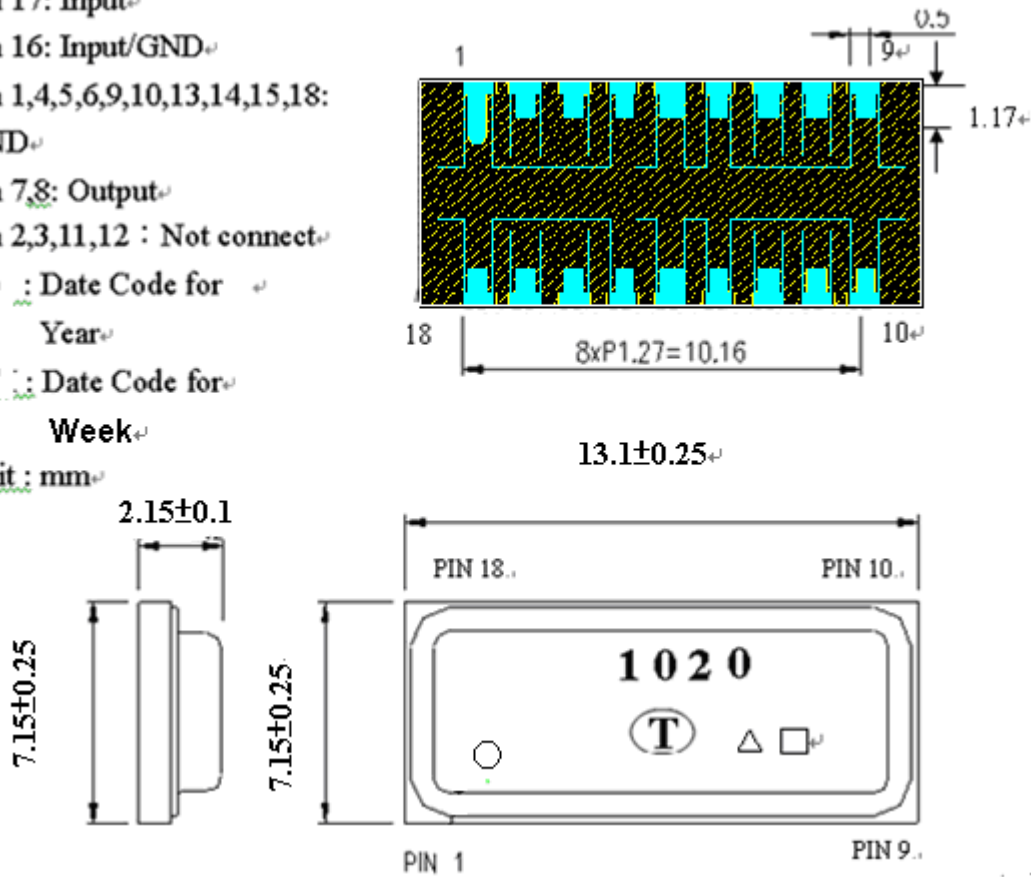 17: Input
16: Input/GND
1,4,5,6,9,10,13,14,15,18:
7,8: Output
2,3,11,12 : Not connect
: Date Code for
Year
: Date Code for
Week
: mm
1
0.5
9
1.17
18
10
8xP1.27=10.16
13.1±0.25
2.15±0.1
PIN 18
PIN 10
7.15±0.25
7.15±0.25
1020
T
PIN 1
PIN 9